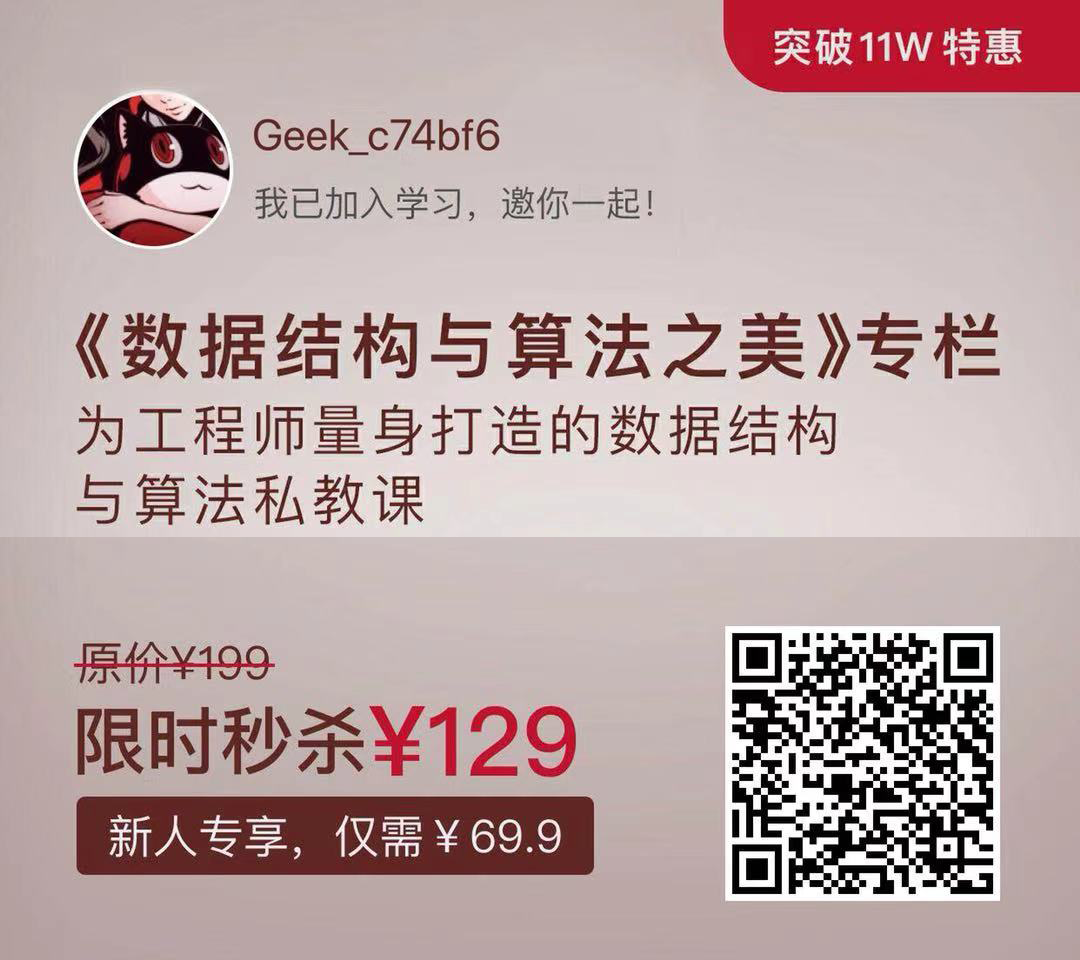 突破11W 特惠
Geek_c74bf6
我已加入学习，邀你一起！
《数据结构与算法之美》专栏
为工程师量身打造的数据结构
与算法私教课
原价¥199
限时秒杀¥129
新人专享，仅需¥69.9